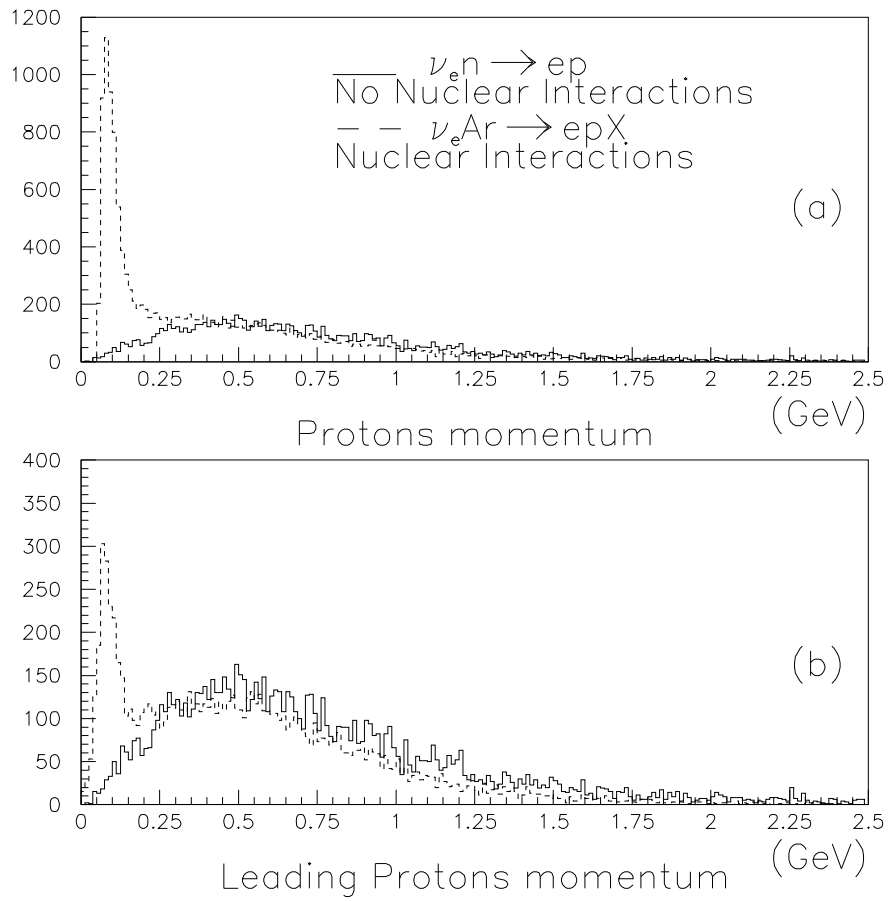 1200
1000
800
600
400
200
0
νₑn → ep
No Nuclear Interactions
νₑAr → epX
Nuclear Interactions
(a)
0 0.25 0.5 0.75 1 1.25 1.5 1.75 2 2.25 2.5
(GeV)
Protons momentum
400
350
300
250
200
150
100
50
0
(b)
0 0.25 0.5 0.75 1 1.25 1.5 1.75 2 2.25 2.5
(GeV)
Leading Protons momentum